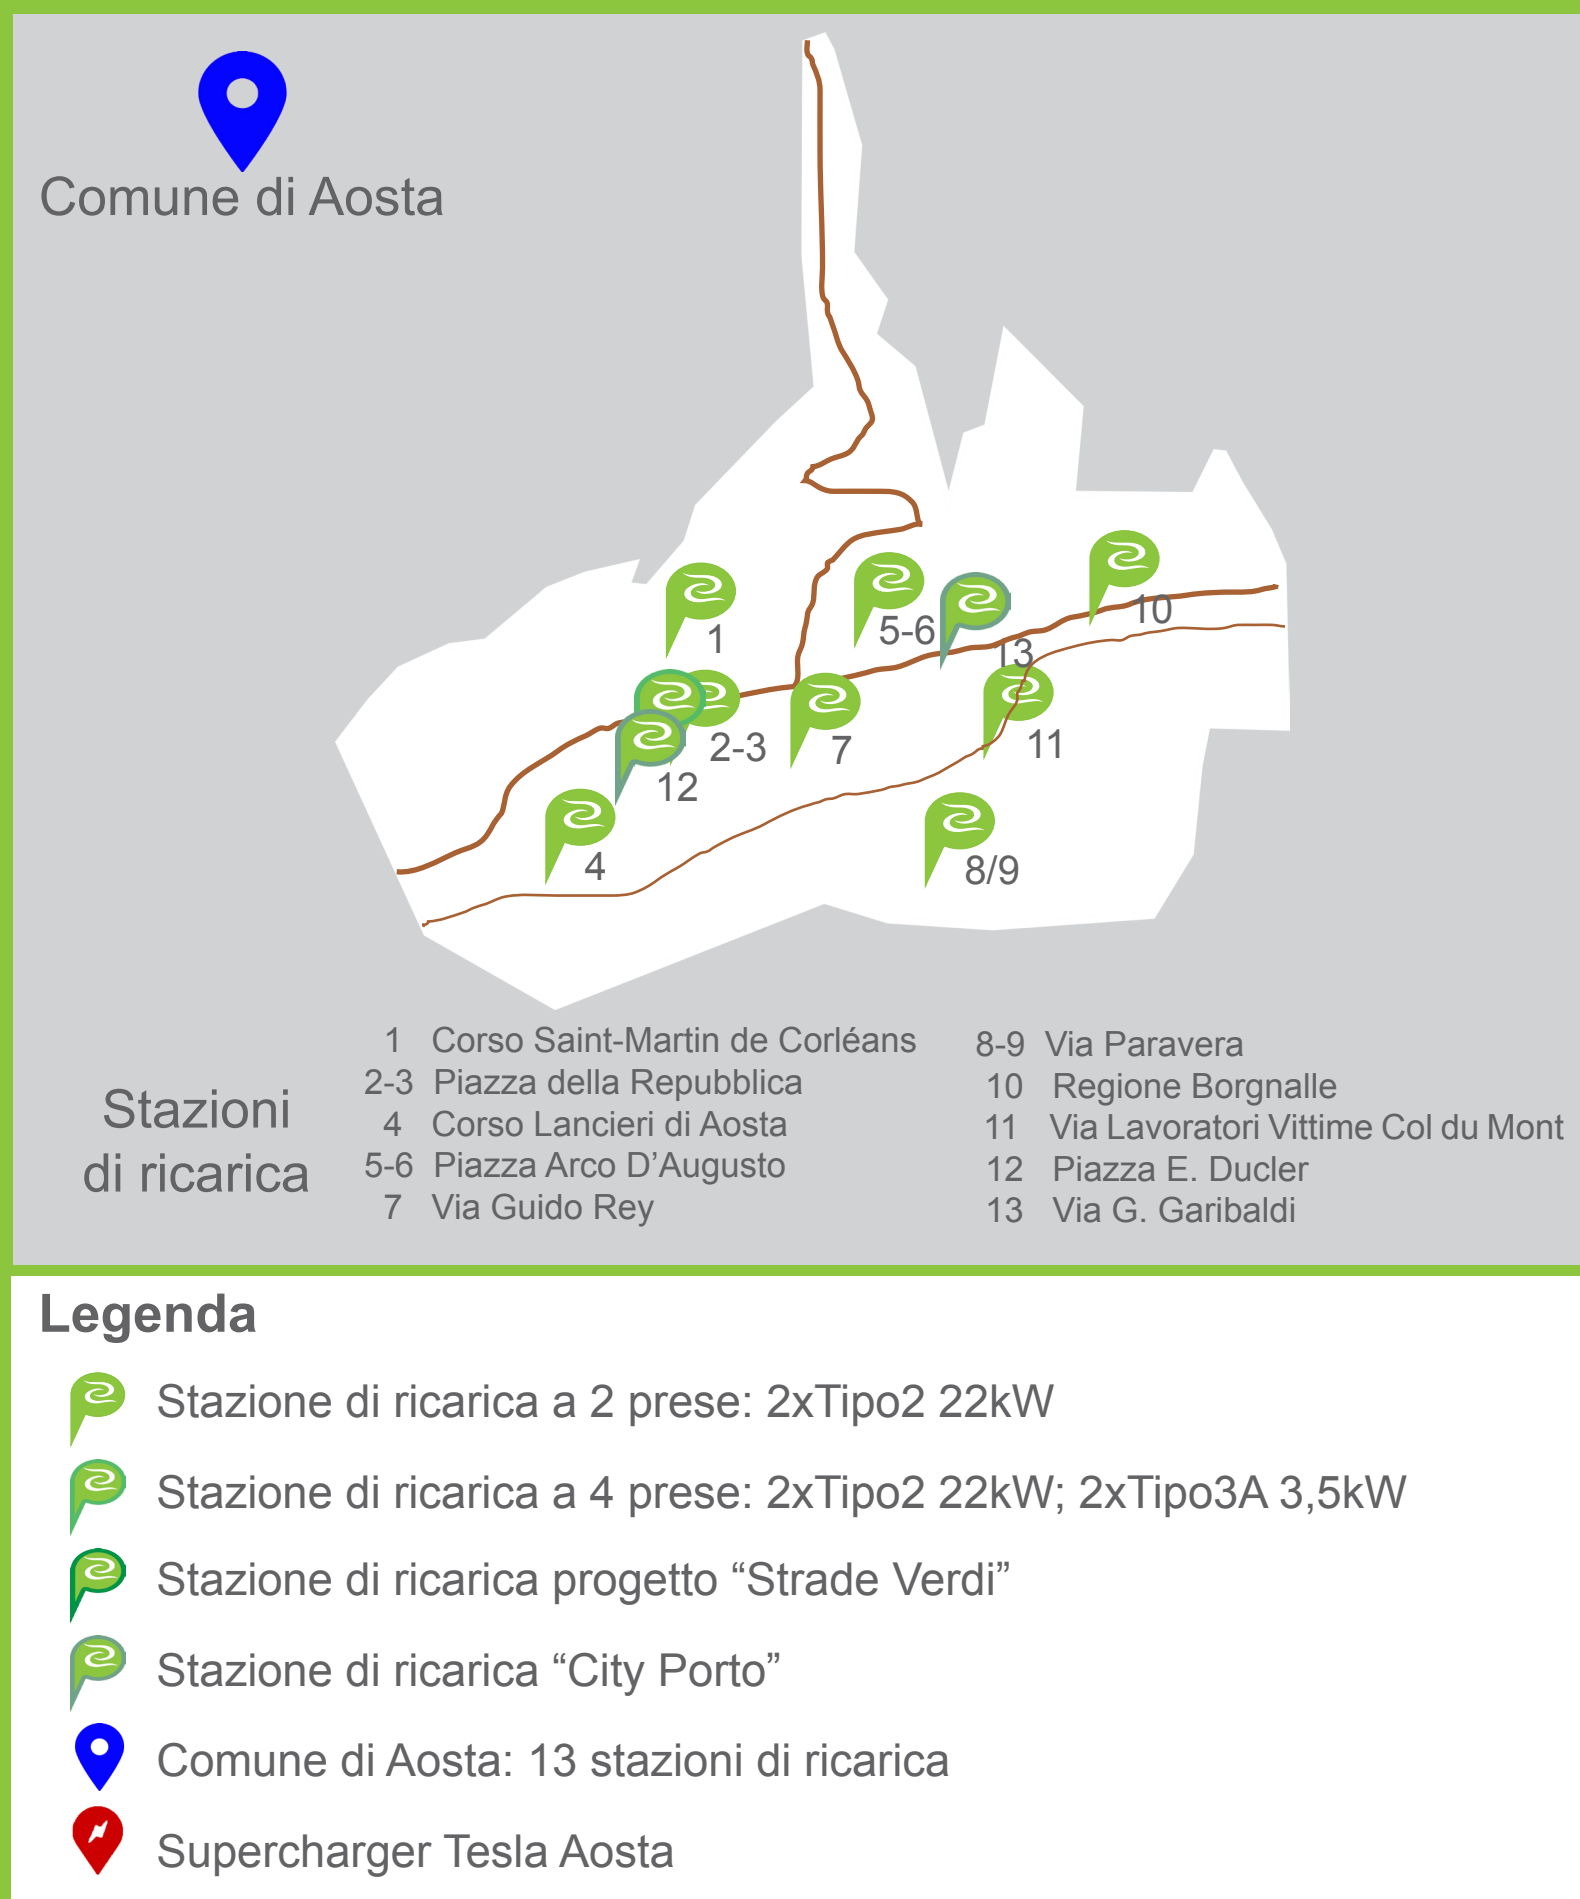 Comune di Aosta
1
5-6
13
10
2-3
7
11
12
4
8/9
Stazioni
di ricarica
1 Corso Saint-Martin de Corléans
2-3 Piazza della Repubblica
4 Corso Lancieri di Aosta
5-6 Piazza Arco D’Augusto
7 Via Guido Rey
8-9 Via Paravera
10 Regione Borgnalle
11 Via Lavoratori Vittime Col du Mont
12 Piazza E. Ducler
13 Via G. Garibaldi
Legenda
Stazione di ricarica a 2 prese: 2xTipo2 22kW
Stazione di ricarica a 4 prese: 2xTipo2 22kW; 2xTipo3A 3,5kW
Stazione di ricarica progetto “Strade Verdi”
Stazione di ricarica “City Porto”
Comune di Aosta: 13 stazioni di ricarica
Supercharger Tesla Aosta